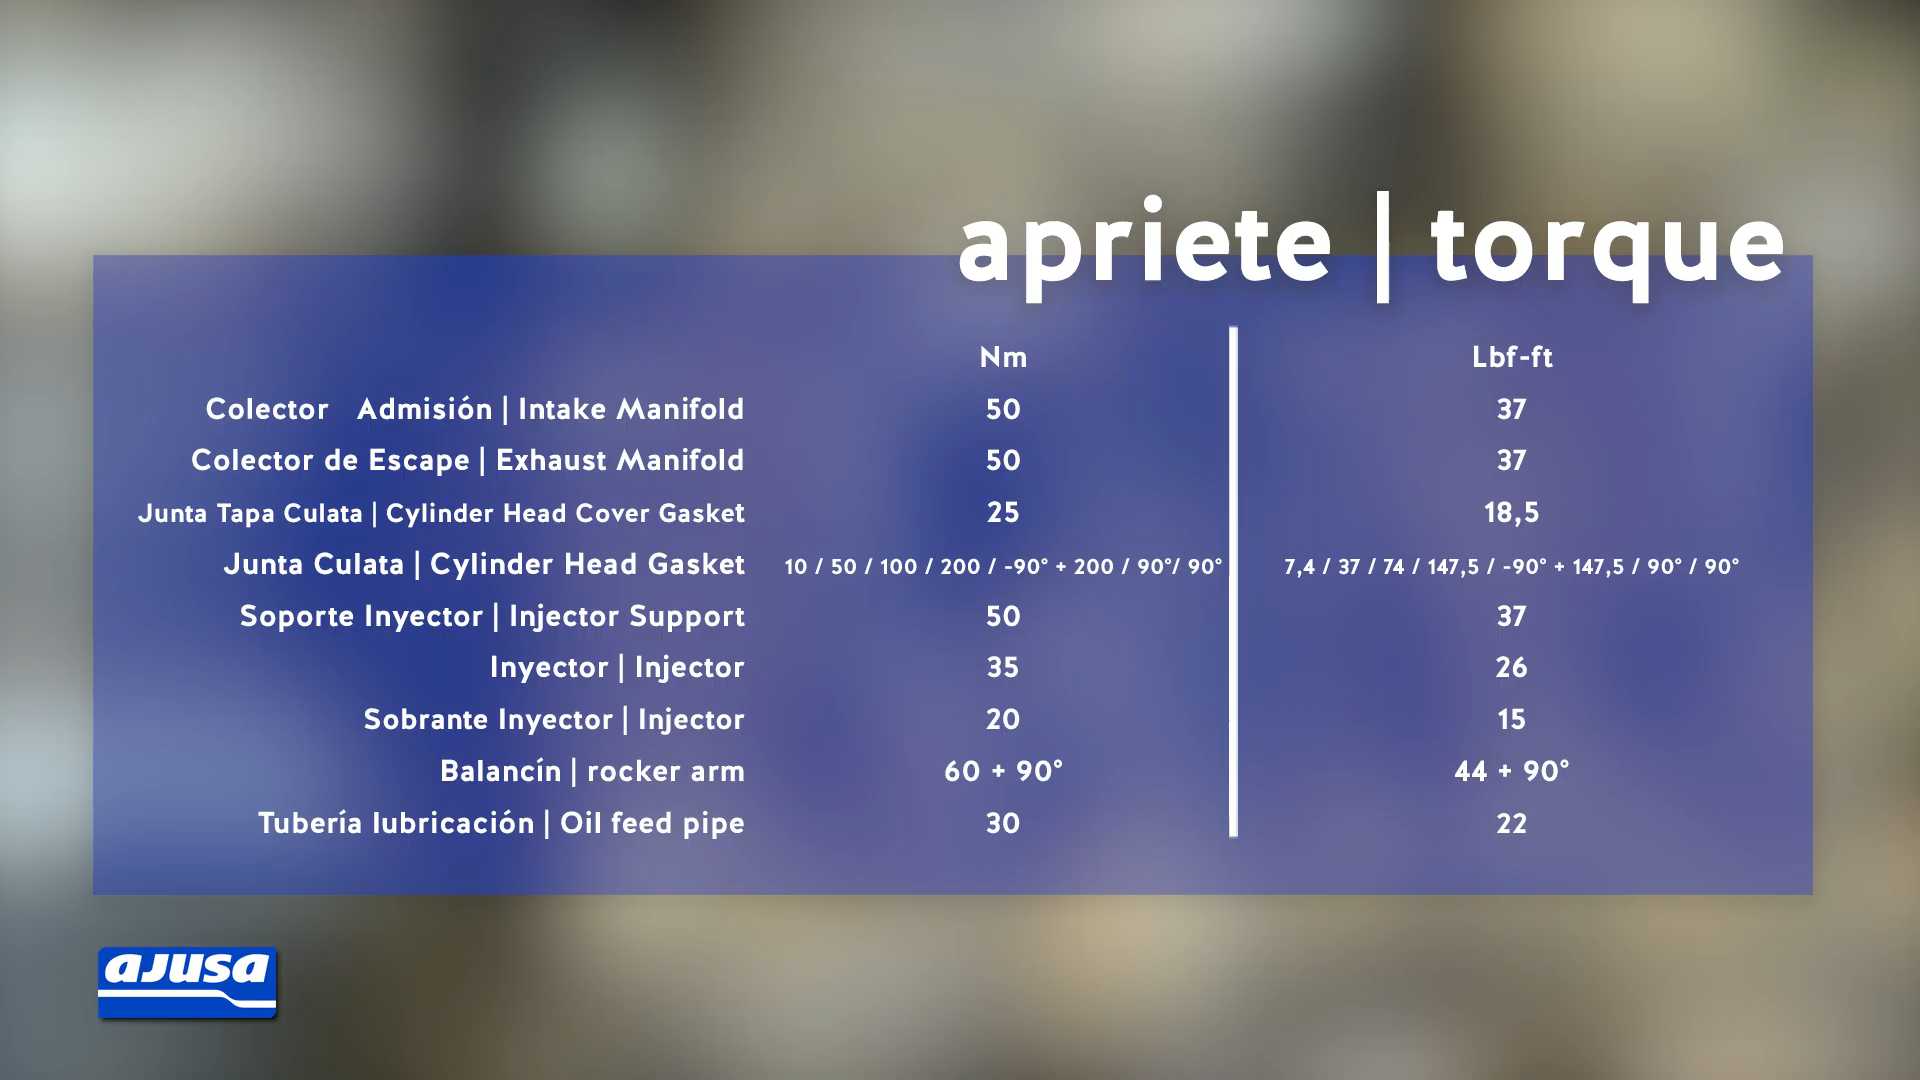 apriete | torque
Nm Lbf-ft
Colector Admisión | Intake Manifold 50 37
Colector de Escape | Exhaust Manifold 50 37
Junta Tapa Culata | Cylinder Head Cover Gasket 25 18,5
Junta Culata | Cylinder Head Gasket 10 / 50 / 100 / 200 / -90° + 200 / 90°/ 90° 7,4 / 37 / 74 / 147,5 / -90° + 147,5 / 90° / 90°
Soporte Inyector | Injector Support 50 37
Inyector | Injector 35 26
Sobrante Inyector | Injector 20 15
Balancín | rocker arm 60 + 90° 44 + 90°
Tubería lubricación | Oil feed pipe 30 22
ajusa